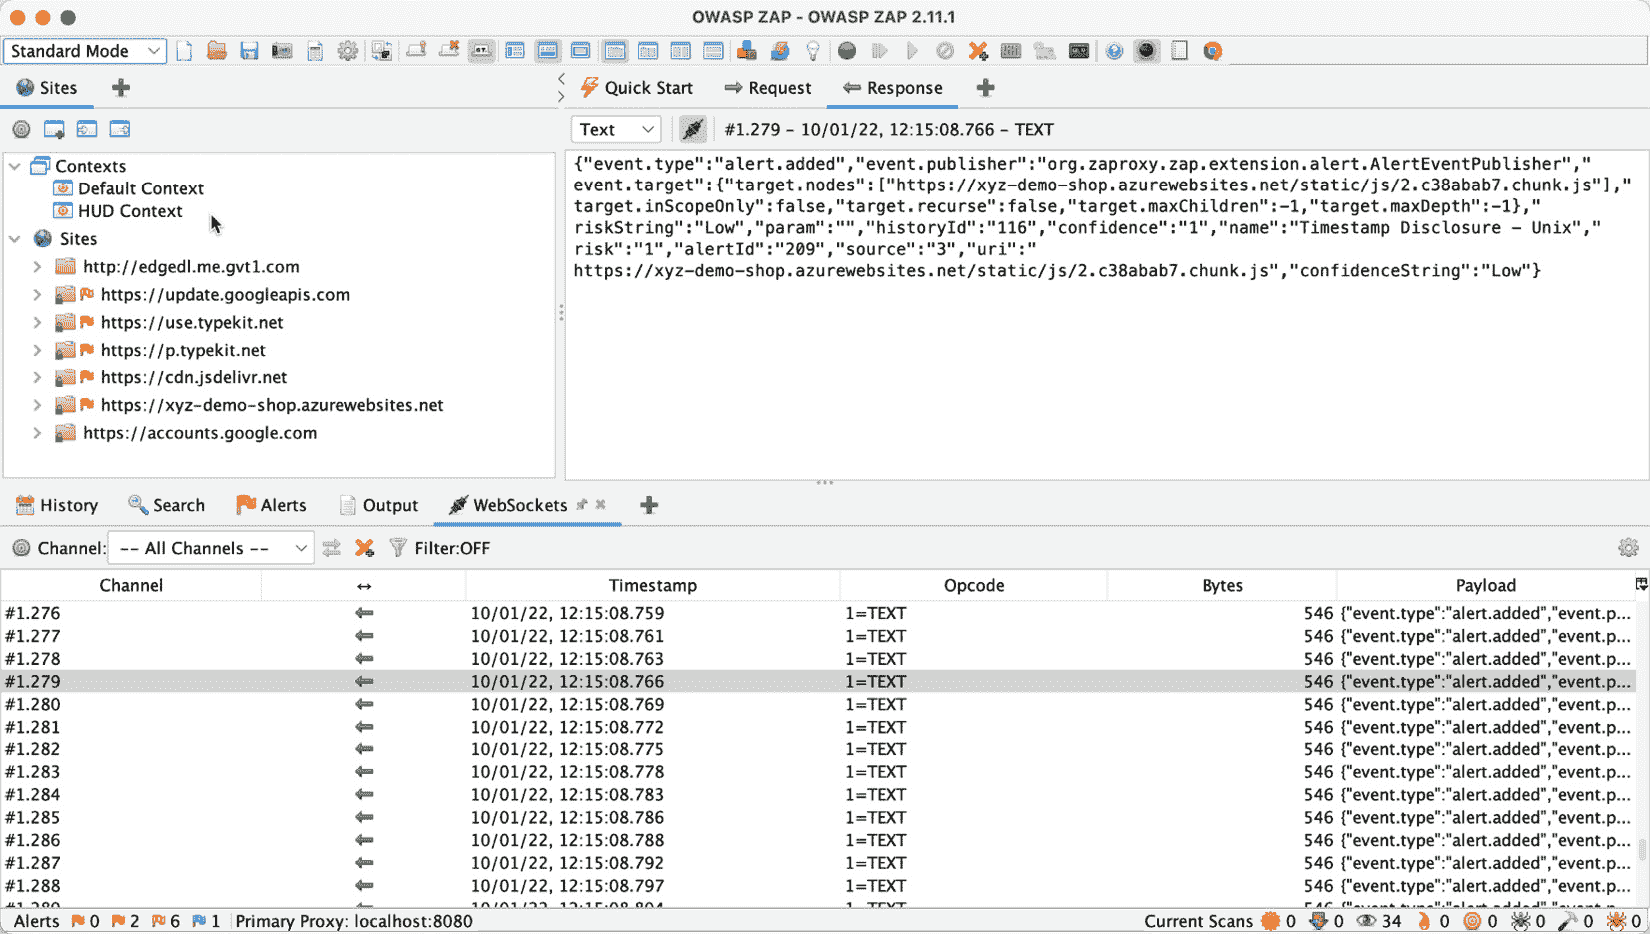 OWASP ZAP - OWASP ZAP 2.11.1
Standard Mode
Sites
Quick Start
Request
Response
Text
#1.279 - 10/01/22, 12:15:08.766 - TEXT
Contexts
Default Context
HUD Context
Sites
http://edgedl.me.gvt1.com
https://update.googleapis.com
https://use.typekit.net
https://p.typekit.net
https://cdn.jsdelivr.net
https://xyz-demo-shop.azurewebsites.net
https://accounts.google.com
{"event.type":"alert.added","event.publisher":"org.zaproxy.zap.extension.alert.AlertEventPublisher","
event.target":{"target.nodes":["https://xyz-demo-shop.azurewebsites.net/static/js/2.c38abab7.chunk.js"],"
target.inScopeOnly":false,"target.recurse":false,"target.maxChildren":-1,"target.maxDepth":-1},"
riskString":"Low","param":"","historyId":"116","confidence":"1","name":"Timestamp Disclosure - Unix","
risk":"1","alertId":"209","source":"3","uri":"
https://xyz-demo-shop.azurewebsites.net/static/js/2.c38abab7.chunk.js","confidenceString":"Low"}
History
Search
Alerts
Output
WebSockets
Channel:
-- All Channels --
Filter:OFF
Channel ↔ Timestamp Opcode Bytes Payload
#1.276 10/01/22, 12:15:08.759 1=TEXT 546 {"event.type":"alert.added","event.p...
#1.277 10/01/22, 12:15:08.761 1=TEXT 546 {"event.type":"alert.added","event.p...
#1.278 10/01/22, 12:15:08.763 1=TEXT 546 {"event.type":"alert.added","event.p...
#1.279 10/01/22, 12:15:08.766 1=TEXT 546 {"event.type":"alert.added","event.p...
#1.280 10/01/22, 12:15:08.769 1=TEXT 546 {"event.type":"alert.added","event.p...
#1.281 10/01/22, 12:15:08.772 1=TEXT 546 {"event.type":"alert.added","event.p...
#1.282 10/01/22, 12:15:08.775 1=TEXT 546 {"event.type":"alert.added","event.p...
#1.283 10/01/22, 12:15:08.778 1=TEXT 546 {"event.type":"alert.added","event.p...
#1.284 10/01/22, 12:15:08.783 1=TEXT 546 {"event.type":"alert.added","event.p...
#1.285 10/01/22, 12:15:08.786 1=TEXT 546 {"event.type":"alert.added","event.p...
#1.286 10/01/22, 12:15:08.788 1=TEXT 546 {"event.type":"alert.added","event.p...
#1.287 10/01/22, 12:15:08.792 1=TEXT 546 {"event.type":"alert.added","event.p...
#1.288 10/01/22, 12:15:08.797 1=TEXT 546 {"event.type":"alert.added","event.p...
Alerts 0 2 6 1 Primary Proxy: localhost:8080 Current Scans 0 0 34 0 0 0 0 0